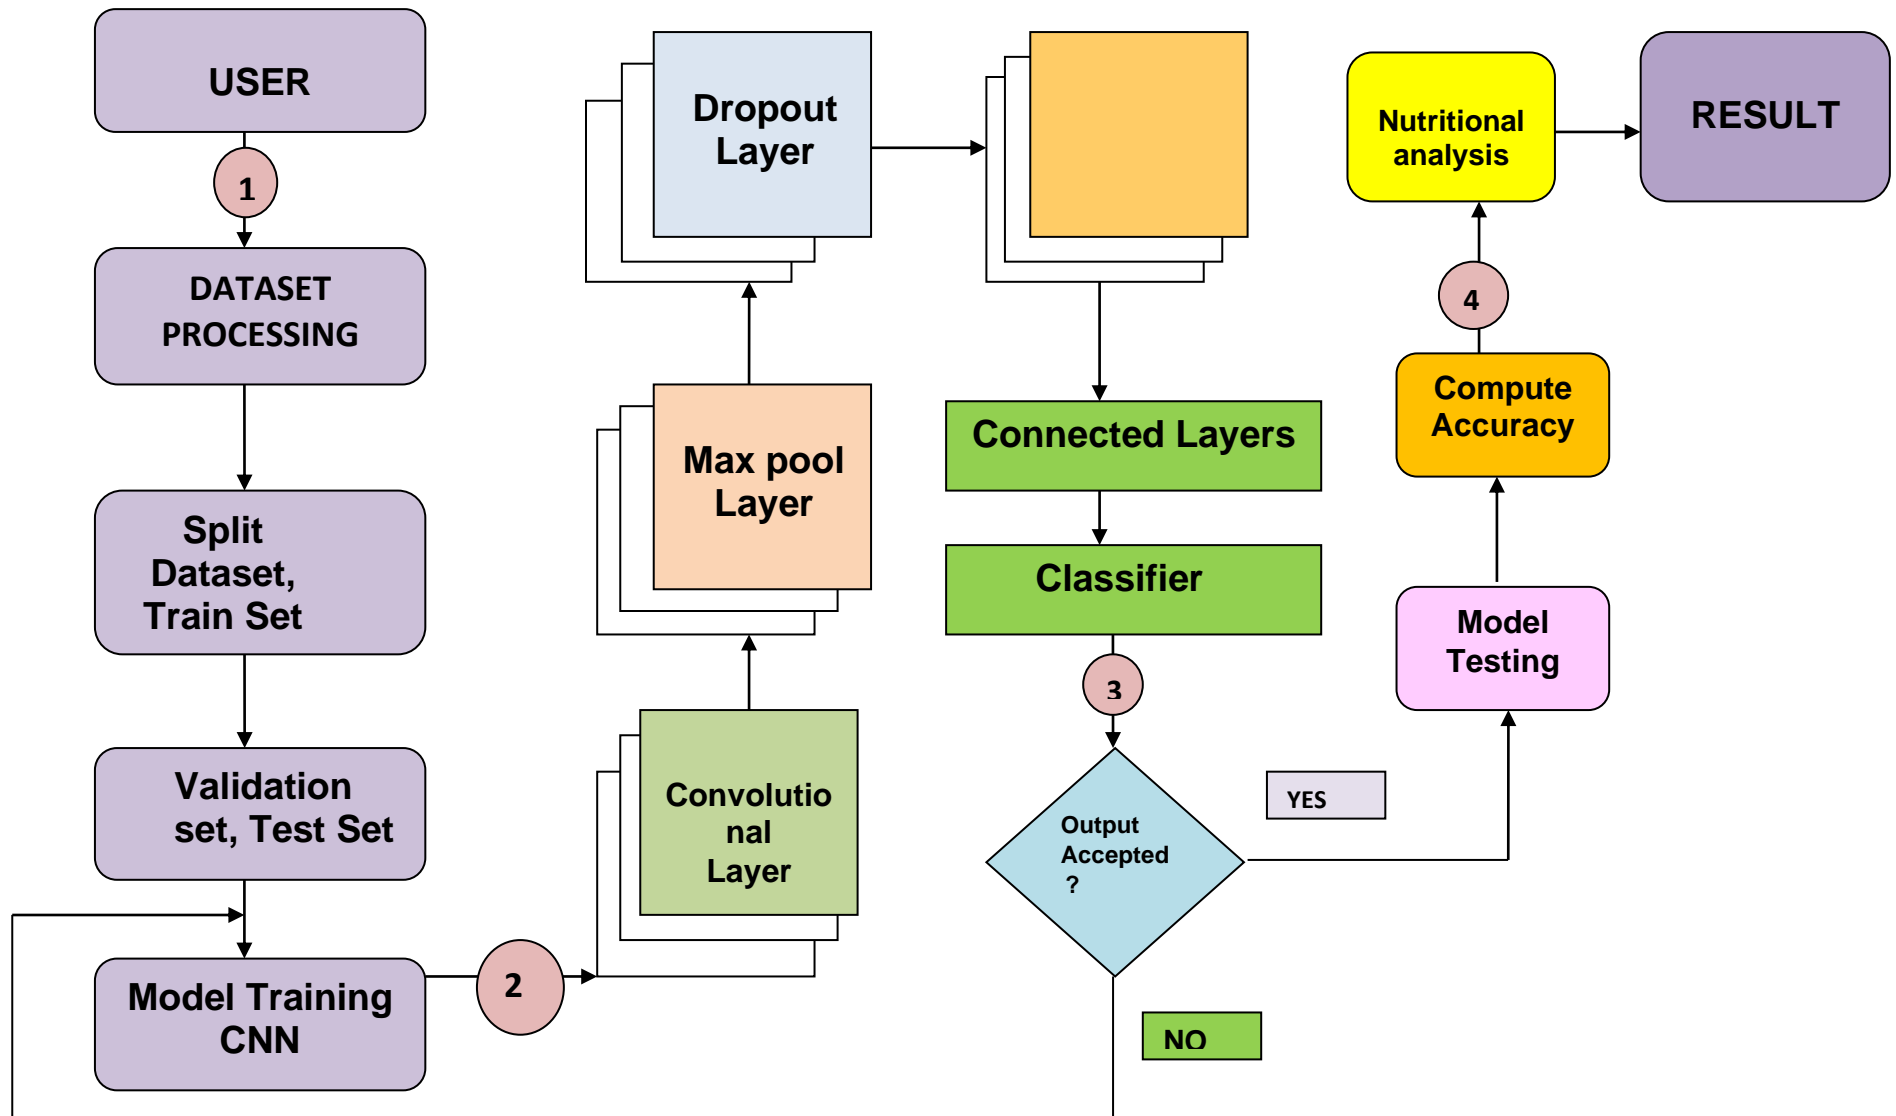 USER
1
DATASET
PROCESSING
Split
Dataset,
Train Set
Validation
set, Test Set
Model Training
CNN
2
Convolutio
nal
Layer
Max pool
Layer
Dropout
Layer
Connected Layers
Classifier
3
Output
Accepted
?
YES
NO
Model
Testing
Compute
Accuracy
4
Nutritional
analysis
RESULT